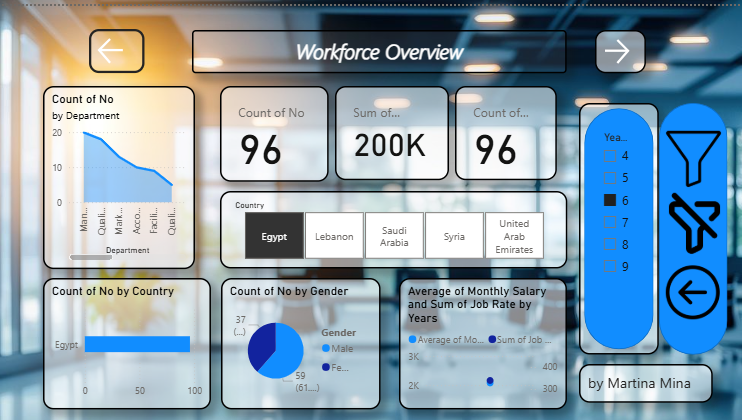 Workforce Overview
Count of No
by Department
20
10
0
Man...
Quali...
Mark...
Acco...
Facili...
Quali...
Department
Count of No
96
Sum of...
200K
Count of No
96
Country
Egypt
Lebanon
Saudi
Arabia
Syria
United
Arab
Emirates
Yea...
4
5
6
7
8
9
Count of No by Country
Egypt
0
50
100
Count of No by Gender
37
(...)
59
(61....)
Gender
Male
Fe...
Average of Monthly Salary
and Sum of Job Rate by
Years
Average of Mo...
Sum of Job ...
3K
2K
400
300
by Martina Mina